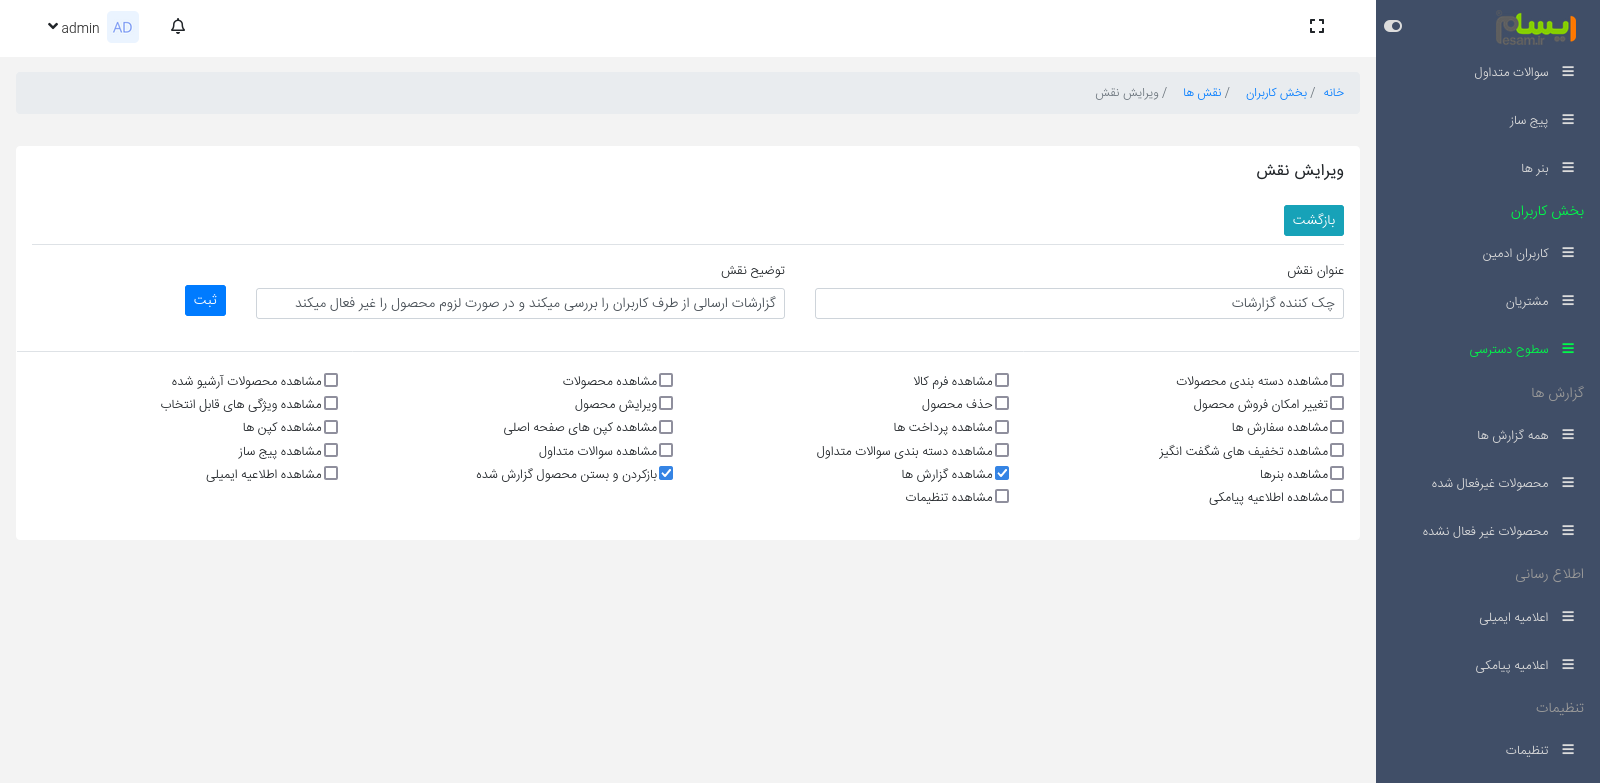 ایسام
esam.ir
سوالات متداول
پیج ساز
بنر ها
بخش کاربران
کاربران ادمین
مشتریان
سطوح دسترسی
گزارش ها
همه گزارش ها
محصولات غیرفعال شده
محصولات غیر فعال نشده
اطلاع رسانی
اعلامیه ایمیلی
اعلامیه پیامکی
تنظیمات
تنظیمات
AD admin
خانه / بخش کاربران / نقش ها / ویرایش نقش
ویرایش نقش
بازگشت
عنوان نقش
چک کننده گزارشات
توضیح نقش
گزارشات ارسالی از طرف کاربران را بررسی میکند و در صورت لزوم محصول را غیر فعال میکند
ثبت
مشاهده دسته بندی محصولات مشاهده فرم کالا مشاهده محصولات مشاهده محصولات آرشیو شده
تغییر امکان فروش محصول حذف محصول ویرایش محصول مشاهده ویژگی های قابل انتخاب
مشاهده سفارش ها مشاهده پرداخت ها مشاهده کپن های صفحه اصلی مشاهده کپن ها
مشاهده تخفیف های شگفت انگیز مشاهده دسته بندی سوالات متداول مشاهده سوالات متداول مشاهده پیج ساز
مشاهده بنرها مشاهده گزارش ها بازکردن و بستن محصول گزارش شده مشاهده اطلاعیه ایمیلی
مشاهده اطلاعیه پیامکی مشاهده تنظیمات